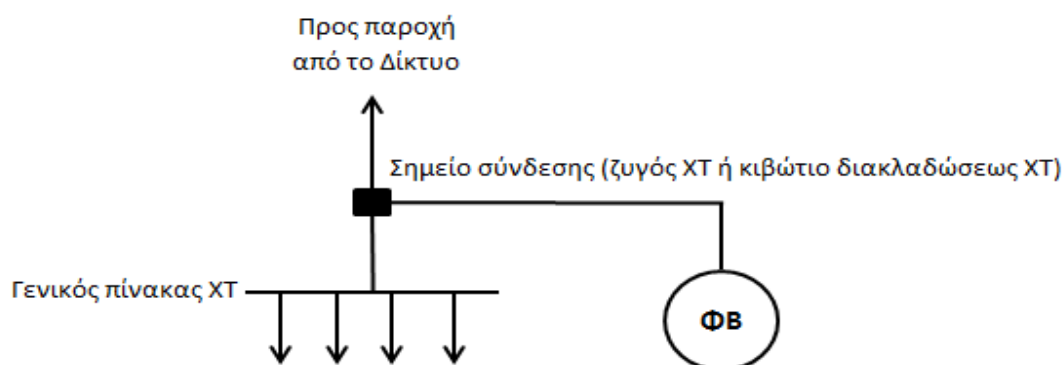 Προς παροχή
από το Δίκτυο
Σημείο σύνδεσης (ζυγός ΧΤ ή κιβώτιο διακλαδώσεως ΧΤ)
Γενικός πίνακας ΧΤ
ΦΒ